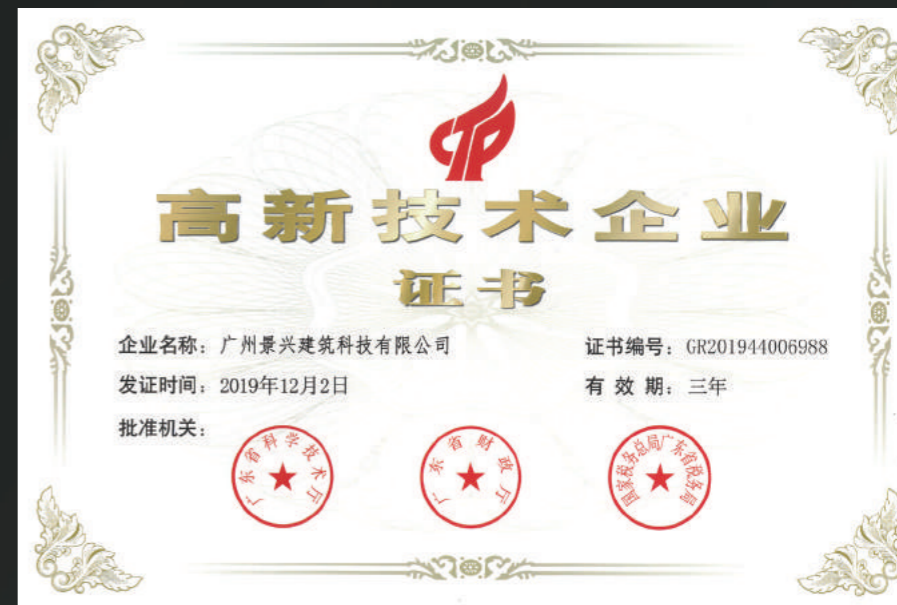 高新技术企业
证书
企业名称：广州景兴建筑科技有限公司
证书编号：GR201944006988
发证时间：2019年12月2日
有 效 期：三年
批准机关：
广东省科学技术厅
广东省财政厅
国家税务总局广东省税务局